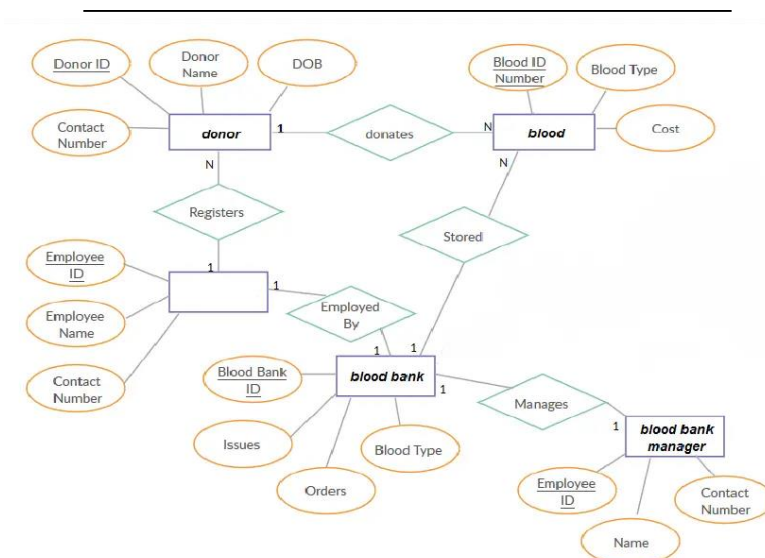 Donor ID
Donor
Name
DOB
Blood ID
Number
Blood Type
Contact
Number
donor
1
donates
N
blood
Cost
N
N
Registers
Stored
Employee
ID
1
1
Employee
Name
Employed
By
Contact
Number
1
1
Blood Bank
ID
blood bank
1
Manages
Issues
Blood Type
1
blood bank
manager
Orders
Employee
ID
Contact
Number
Name